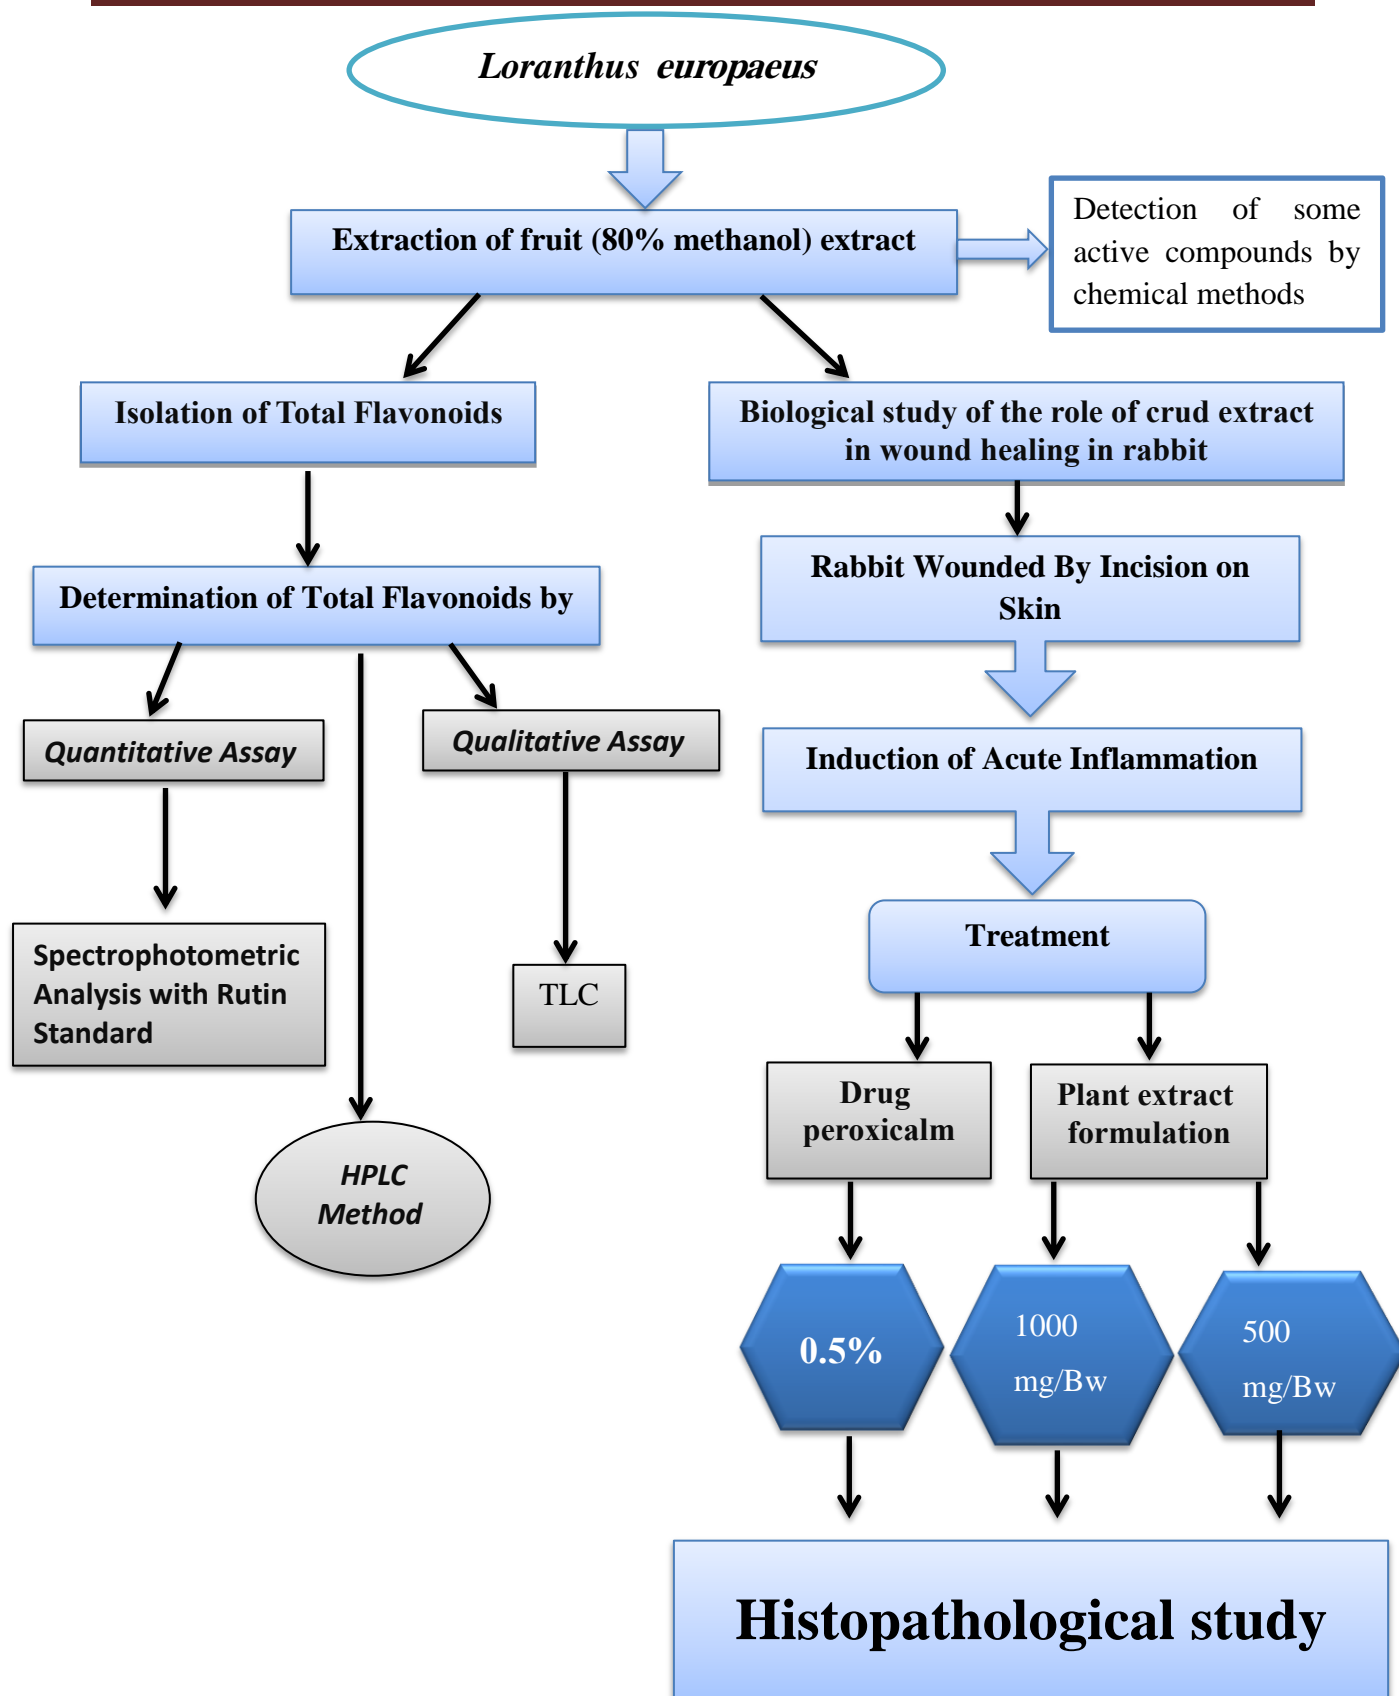 Loranthus europaeus
Extraction of fruit (80% methanol) extract
Detection of some
active compounds by
chemical methods
Isolation of Total Flavonoids
Biological study of the role of crud extract
in wound healing in rabbit
Determination of Total Flavonoids by
Rabbit Wounded By Incision on
Skin
Quantitative Assay
Qualitative Assay
Induction of Acute Inflammation
Spectrophotometric
Analysis with Rutin
Standard
TLC
Treatment
HPLC
Method
Drug
peroxicalm
Plant extract
formulation
0.5%
1000
mg/Bw
500
mg/Bw
Histopathological study